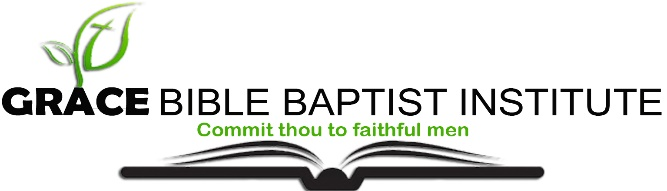 GRACE BIBLE BAPTIST INSTITUTE
Commit thou to faithful men